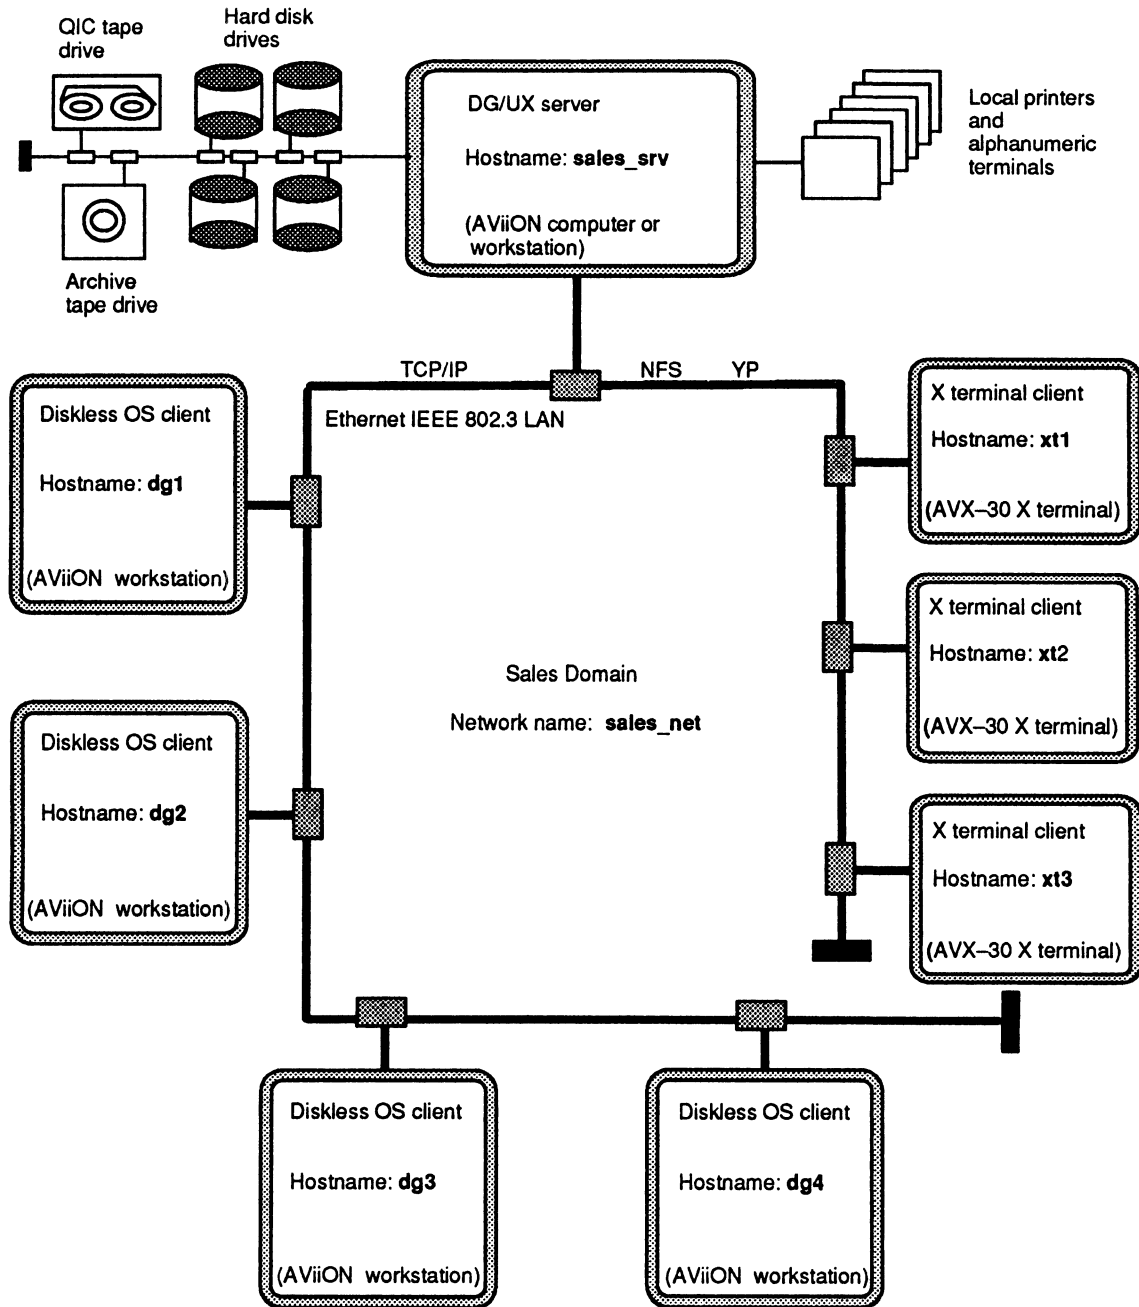 QIC tape
drive
Hard disk
drives
DG/UX server
Hostname: sales_srv
(AViiON computer or
workstation)
Local printers
and
alphanumeric
terminals
Archive
tape drive
TCP/IP
NFS
YP
Ethernet IEEE 802.3 LAN
Diskless OS client
Hostname: dg1
(AViiON workstation)
X terminal client
Hostname: xt1
(AVX–30 X terminal)
X terminal client
Hostname: xt2
(AVX–30 X terminal)
Sales Domain
Network name: sales_net
Diskless OS client
Hostname: dg2
(AViiON workstation)
X terminal client
Hostname: xt3
(AVX–30 X terminal)
Diskless OS client
Hostname: dg3
(AViiON workstation)
Diskless OS client
Hostname: dg4
(AViiON workstation)